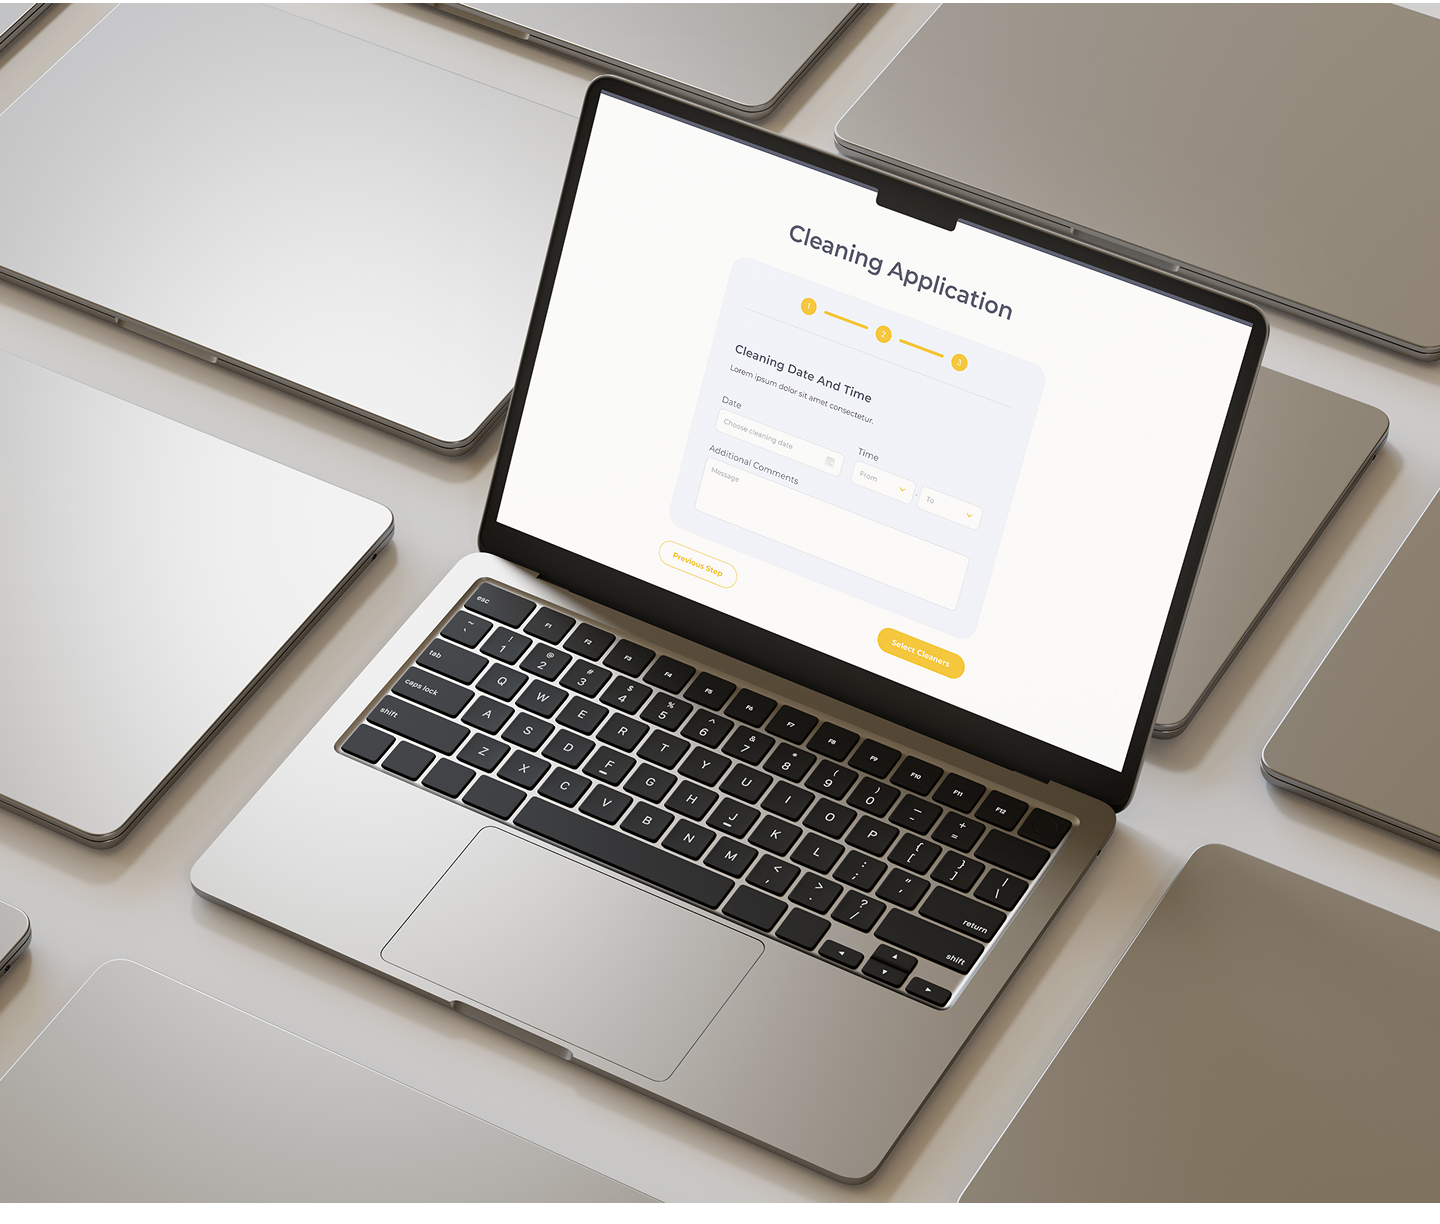 Cleaning Application
1 2 3
Cleaning Date And Time
Lorem ipsum dolor sit amet consectetur.
Date
Choose cleaning date
Time
From - To
Additional Comments
Message
Previous Step
Select Cleaners
esc F1 F2 F3 F4 F5 F6 F7 F8 F9 F10 F11 F12
~ ` ! 1 @ 2 # 3 $ 4 % 5 ^ 6 & 7 * 8 ( 9 ) 0 _ - + =
tab Q W E R T Y U I O P { [ } ] | \
caps lock A S D F G H J K L : ; " ' return
shift Z X C V B N M < , > . ? / shift
◄ ▲ ▼ ►